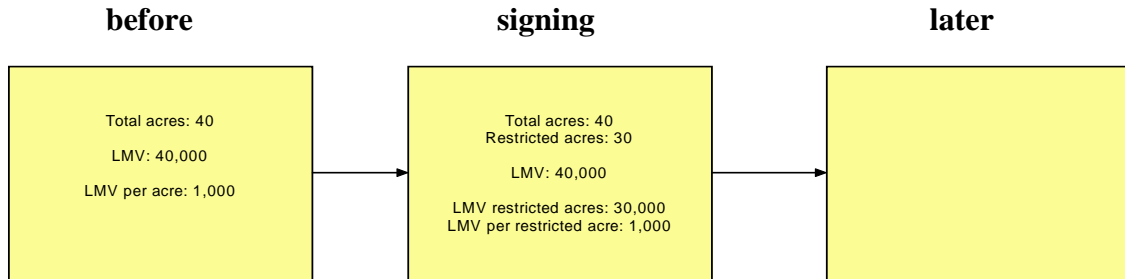 before
signing
later
Total acres: 40
LMV: 40,000
LMV per acre: 1,000
Total acres: 40
Restricted acres: 30
LMV: 40,000
LMV restricted acres: 30,000
LMV per restricted acre: 1,000